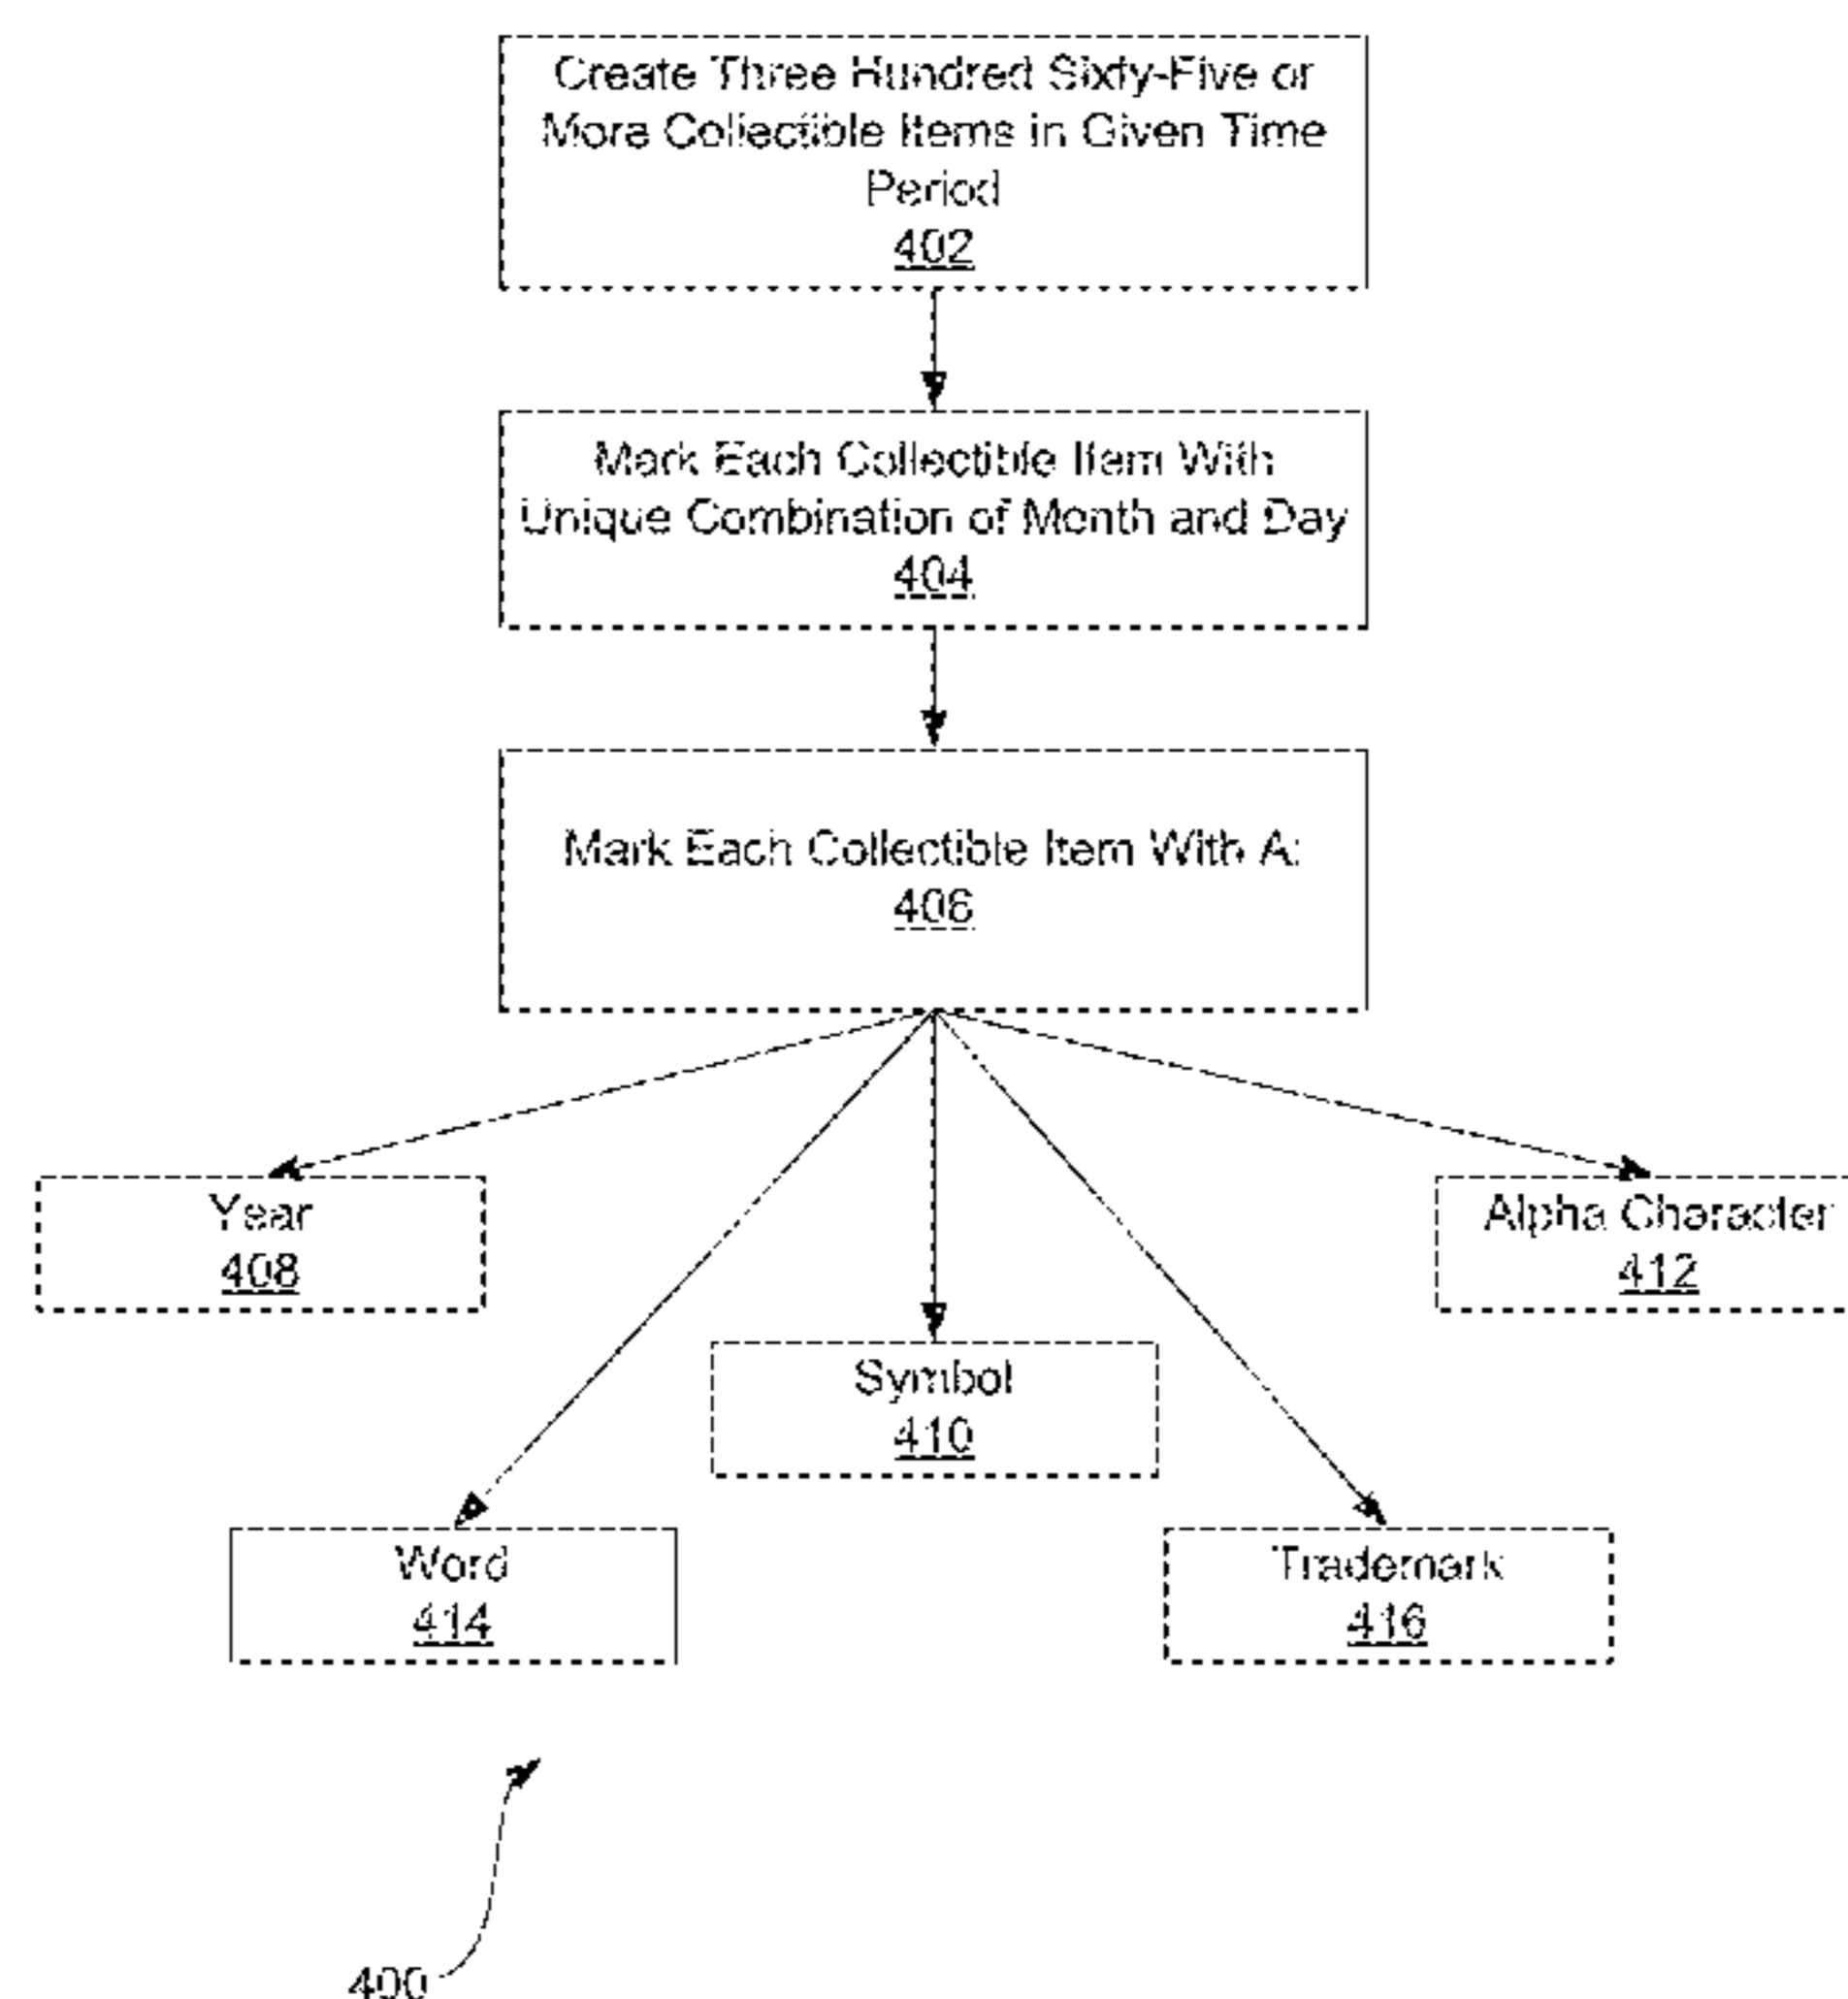 Create Three Hundred Sixty-Five or
More Collectible Items in Given Time
Period
402
Mark Each Collectible Item With
Unique Combination of Month and Day
404
Mark Each Collectible Item With A:
406
Year
408
Alpha Character
412
Symbol
410
Word
414
Trademark
416
400